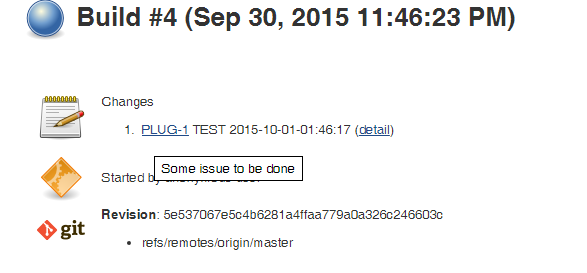 Build #4 (Sep 30, 2015 11:46:23 PM)
Changes
1. PLUG-1 TEST 2015-10-01-01:46:17 (detail)
Some issue to be done
Started by
Revision: 5e537067e5c4b6281a4ffaa779a0a326c246603c
git
• refs/remotes/origin/master